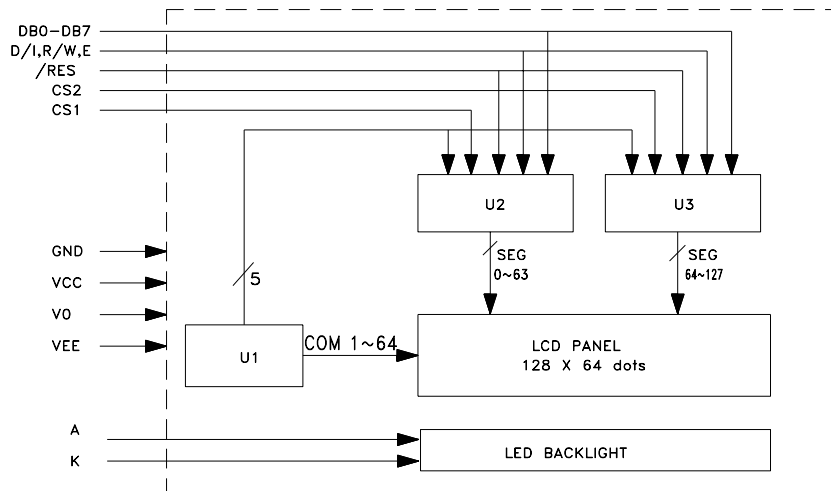 DB0-DB7
D/I,R/W,E
/RES
CS2
CS1
U2
U3
GND
SEG
0~63
SEG
64~127
VCC
5
V0
VEE
U1
COM 1~64
LCD PANEL
128 X 64 dots
A
K
LED BACKLIGHT